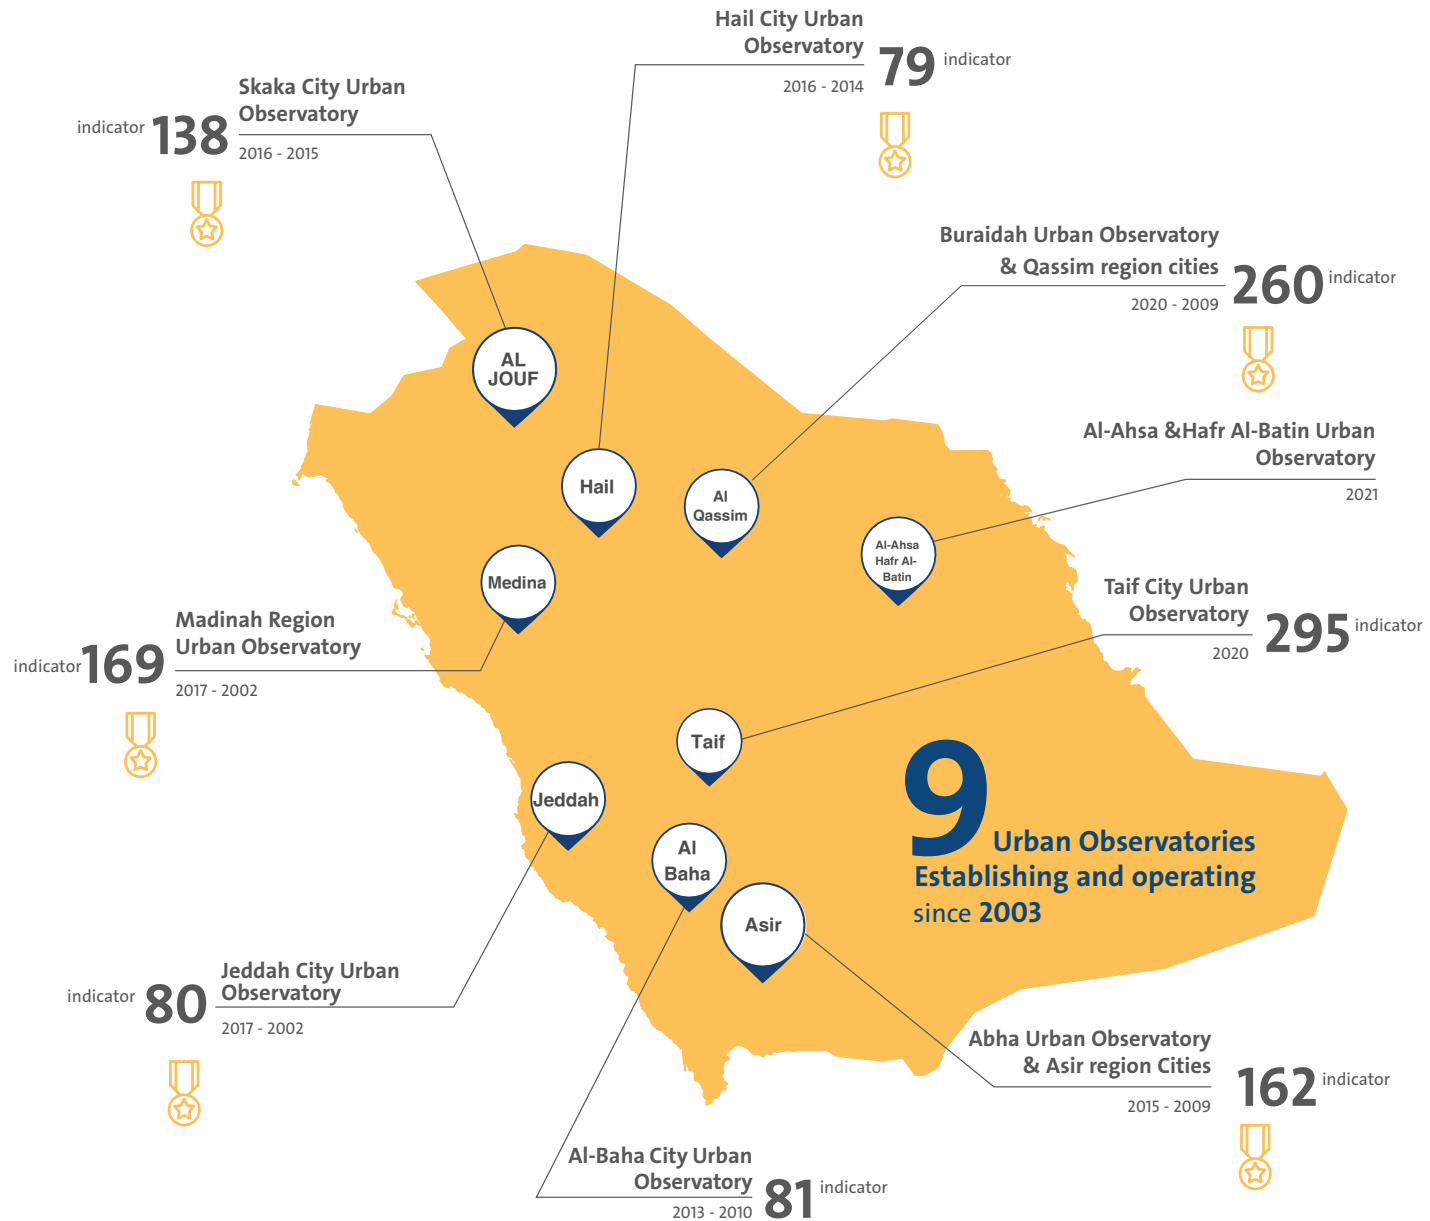 Hail City Urban
Observatory
2016 - 2014
79 indicator
Skaka City Urban
Observatory
indicator 138
2016 - 2015
Buraidah Urban Observatory
& Qassim region cities
2020 - 2009
260 indicator
AL
JOUF
Al-Ahsa &Hafr Al-Batin Urban
Observatory
2021
Hail
Al
Qassim
Al-Ahsa
Hafr Al-
Batin
Medina
Taif City Urban
Observatory
2020
295 indicator
Madinah Region
Urban Observatory
indicator 169
2017 - 2002
Taif
Jeddah
9 Urban Observatories
Establishing and operating
since 2003
Al
Baha
Asir
Jeddah City Urban
Observatory
indicator 80
2017 - 2002
Abha Urban Observatory
& Asir region Cities
2015 - 2009
162 indicator
Al-Baha City Urban
Observatory
2013 - 2010
81 indicator